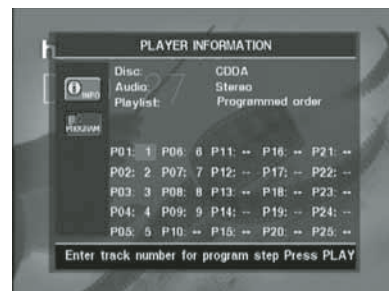 PLAYER INFORMATION
Disc: CDDA
INFO Audio: Stereo
Playlist: Programmed order
PROGRAM
P01: 1 P06: 6 P11: -- P16: -- P21: --
P02: 2 P07: 7 P12: -- P17: -- P22: --
P03: 3 P08: 8 P13: -- P18: -- P23: --
P04: 4 P09: 9 P14: -- P19: -- P24: --
P05: 5 P10: -- P15: -- P20: -- P25: --
Enter track number for program step Press PLAY